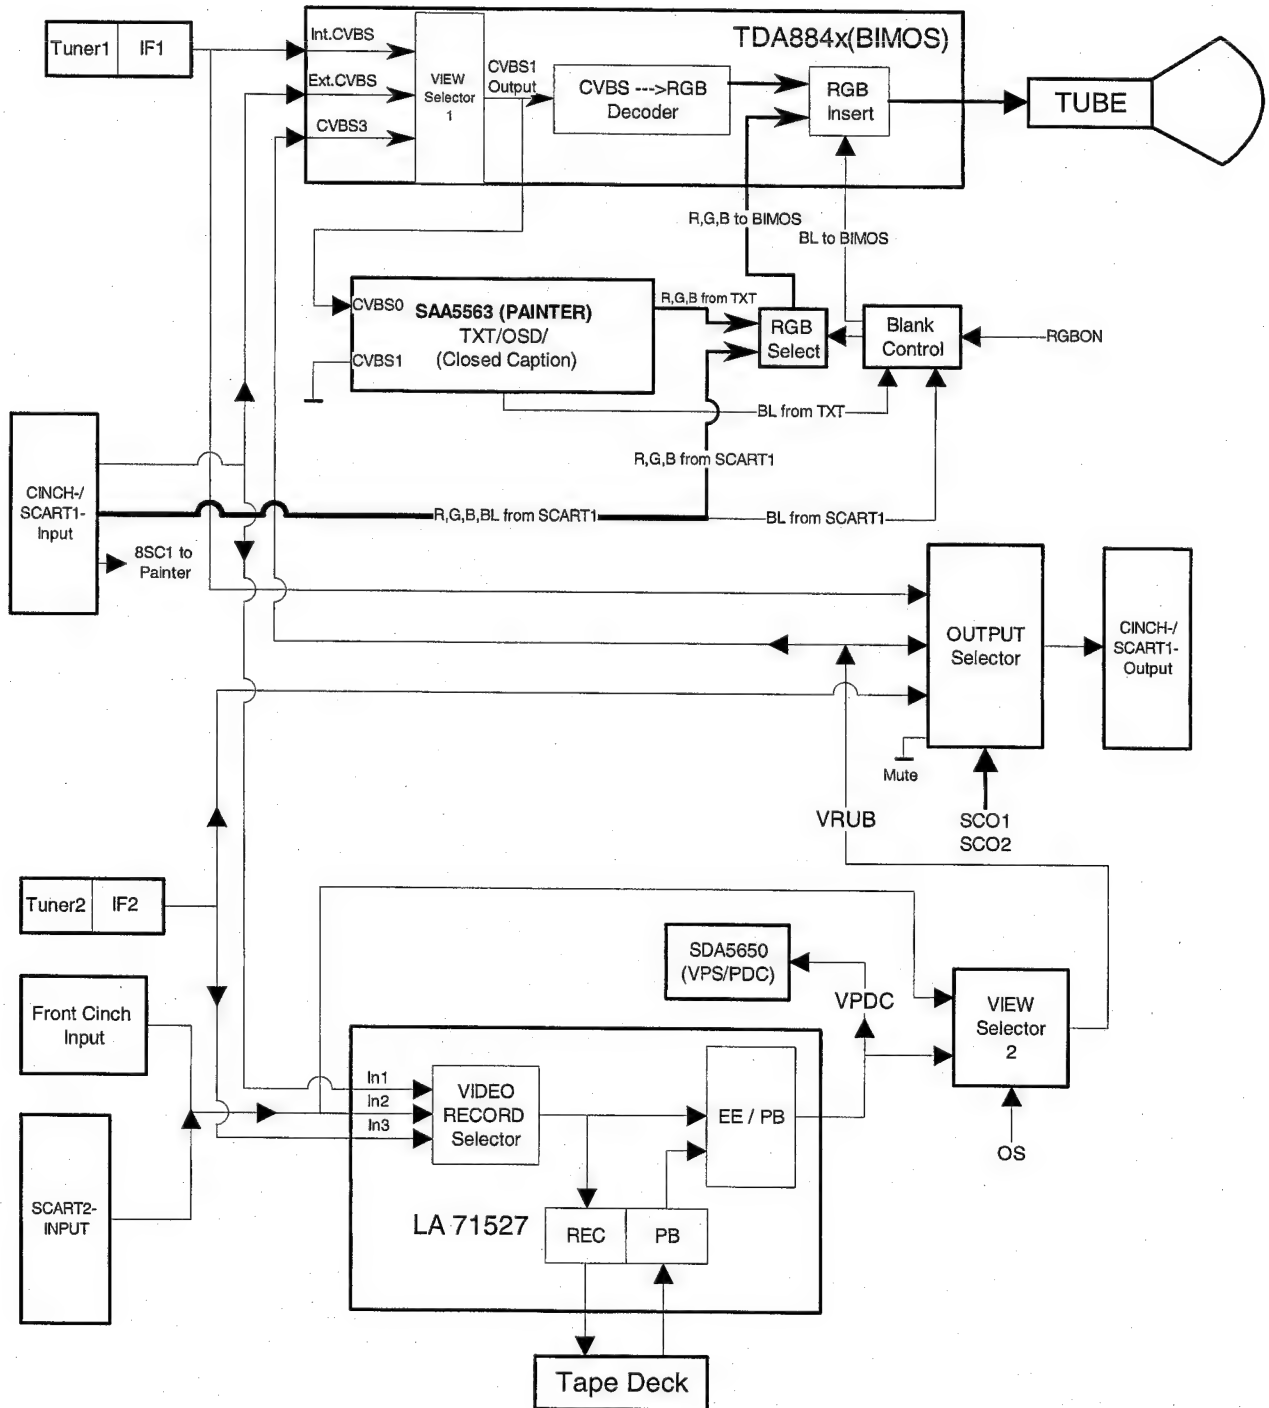 Tuner1 IF1
Int.CVBS
Ext.CVBS
CVBS3
VIEW
Selector
1
CVBS1
Output
TDA884x(BIMOS)
CVBS --->RGB
Decoder
RGB
Insert
TUBE
R,G,B to BIMOS
BL to BIMOS
CVBS0
CVBS1
SAA5563 (PAINTER)
TXT/OSD/
(Closed Caption)
R,G,B from TXT
RGB
Select
Blank
Control
RGBON
BL from TXT
R,G,B from SCART1
CINCH-/
SCART1-
Input
R,G,B,BL from SCART1
BL from SCART1
8SC1 to
Painter
OUTPUT
Selector
CINCH-/
SCART1-
Output
Mute
SCO1
SCO2
VRUB
Tuner2 IF2
SDA5650
(VPS/PDC)
VPDC
VIEW
Selector
2
OS
Front Cinch
Input
In1
In2
In3
VIDEO
RECORD
Selector
EE / PB
SCART2-
INPUT
LA 71527
REC PB
Tape Deck